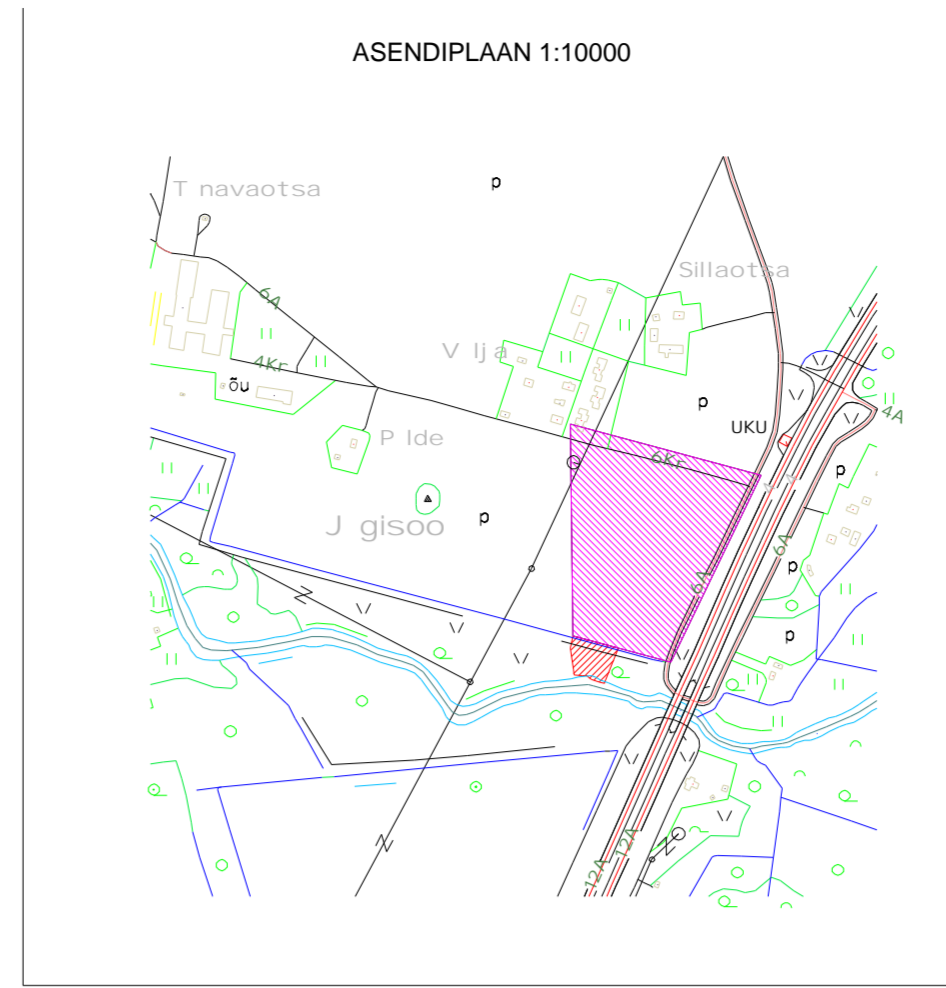 ASENDIPLAAN 1:10000
p
T navaotsa
Sillaotsa
6A
V lja
4Kr
õu
p
4A
UKU
P lde
6Kr
p
J gisoo
p
6A
6A
p
p
12A
12A